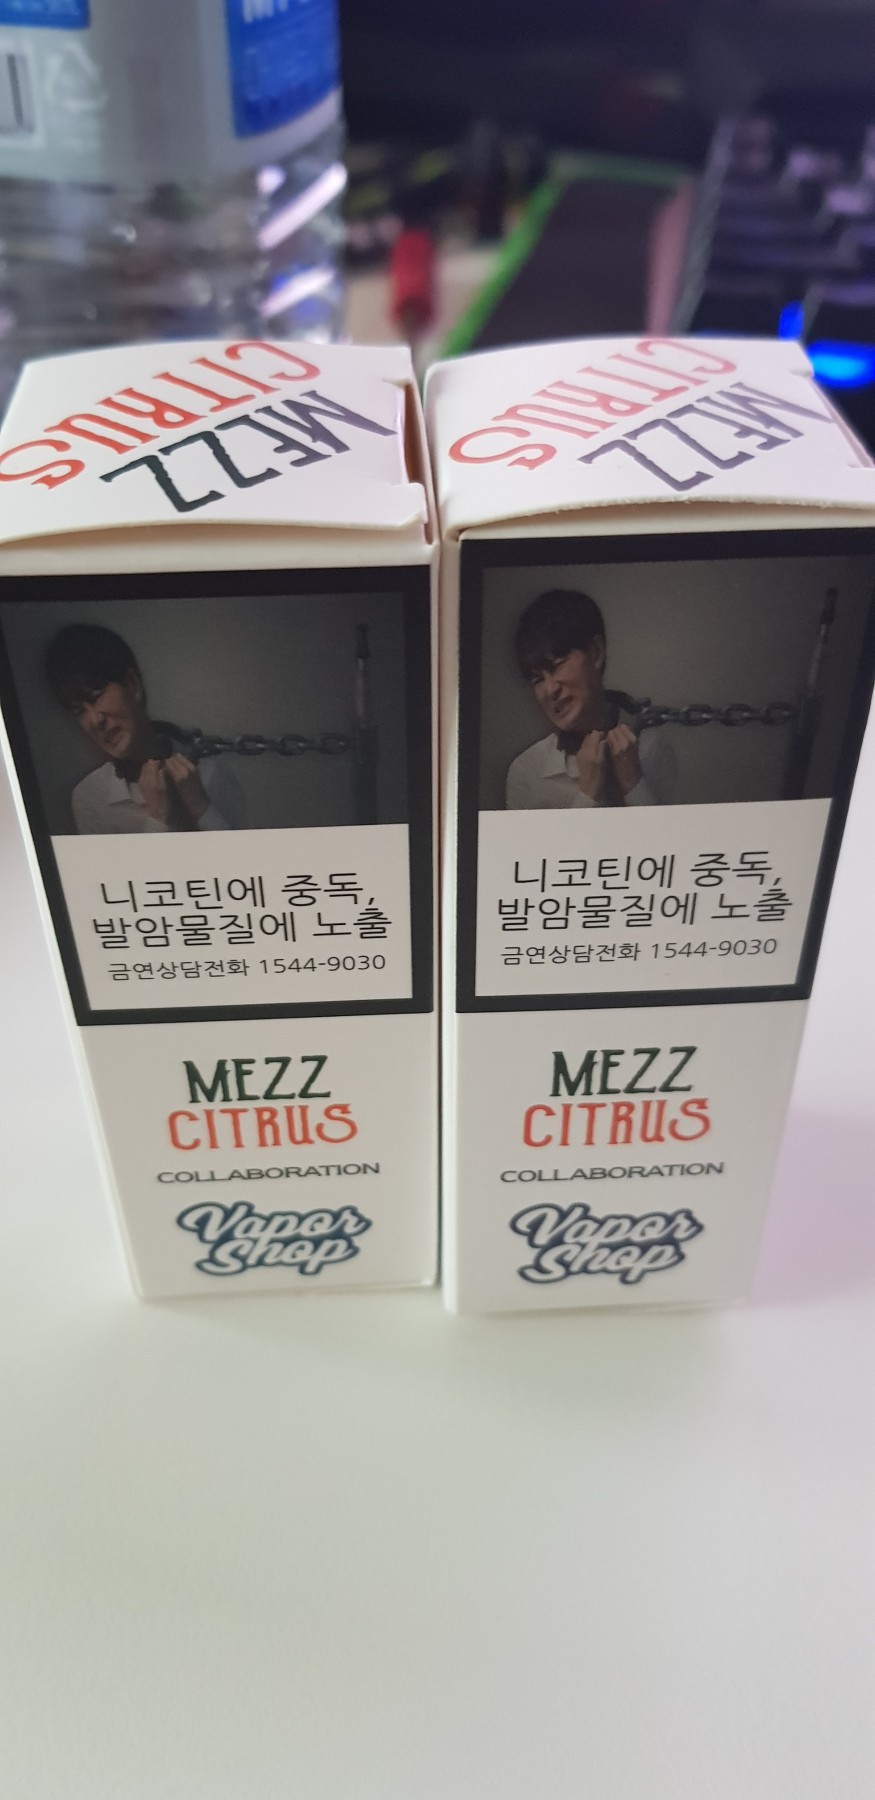 CITRUS
MEZZ
CITRUS
MEZZ
니코틴에 중독,
발암물질에 노출
금연상담전화 1544-9030
MEZZ
CITRUS
COLLABORATION
Vapor
Shop
니코틴에 중독,
발암물질에 노출
금연상담전화 1544-9030
MEZZ
CITRUS
COLLABORATION
Vapor
Shop